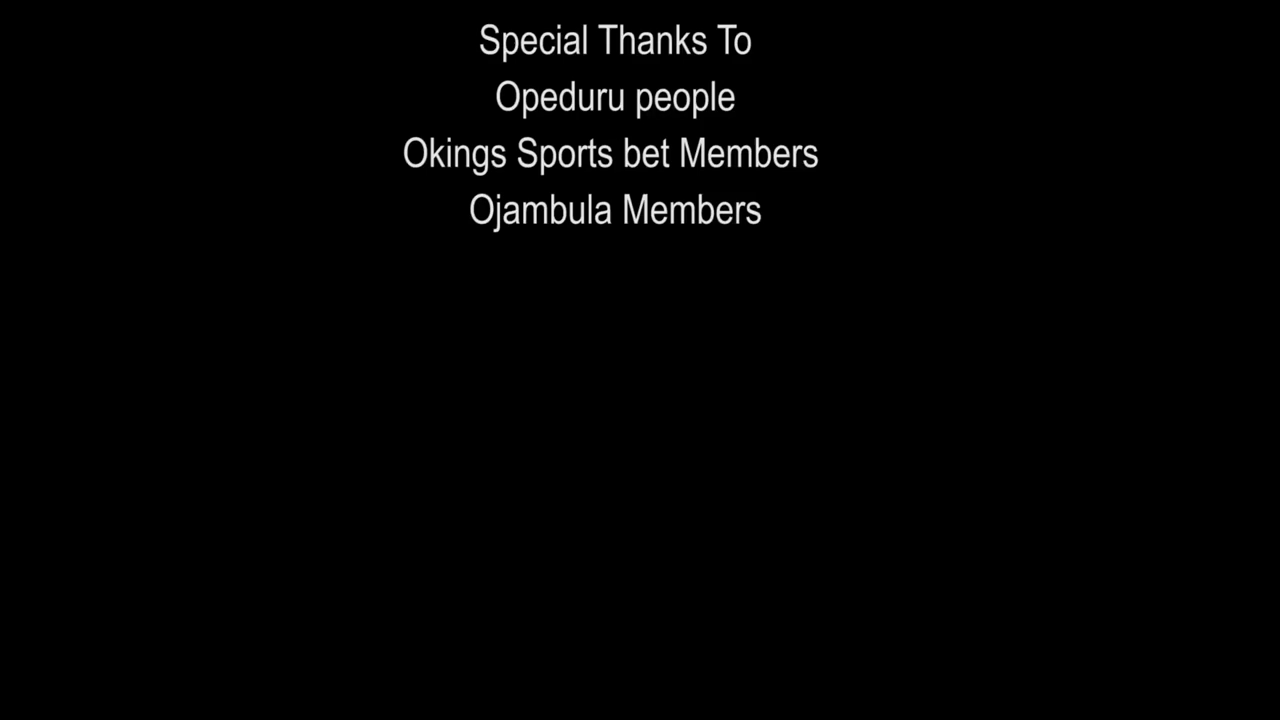 Special Thanks To
Opeduru people
Okings Sports bet Members
Ojambula Members